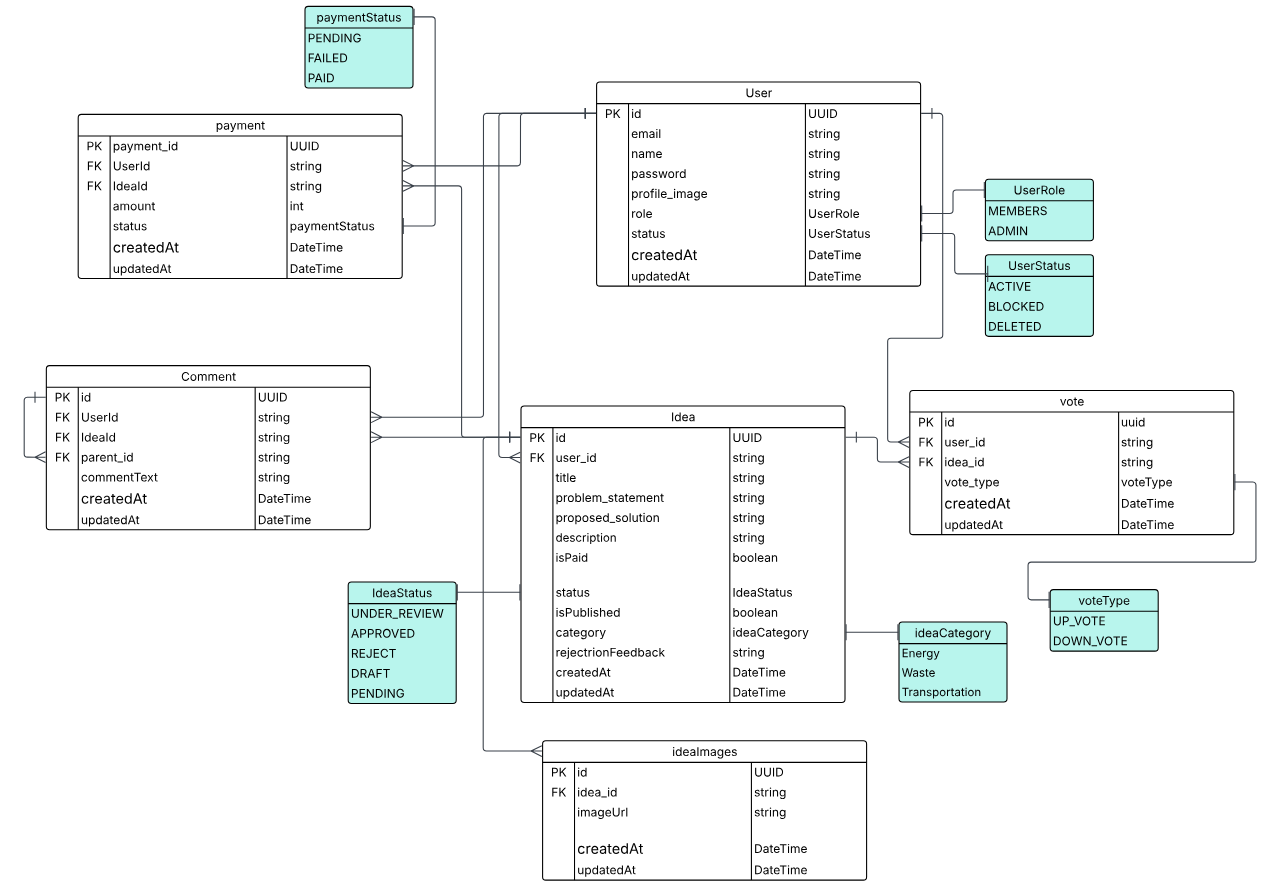 paymentStatus
PENDING
FAILED
PAID
payment
PK payment_id UUID
FK UserId string
FK IdeaId string
amount int
status paymentStatus
createdAt DateTime
updatedAt DateTime
User
PK id UUID
email string
name string
password string
profile_image string
role UserRole
status UserStatus
createdAt DateTime
updatedAt DateTime
UserRole
MEMBERS
ADMIN
UserStatus
ACTIVE
BLOCKED
DELETED
Comment
PK id UUID
FK UserId string
FK IdeaId string
FK parent_id string
commentText string
createdAt DateTime
updatedAt DateTime
Idea
PK id UUID
FK user_id string
title string
problem_statement string
proposed_solution string
description string
isPaid boolean
status IdeaStatus
isPublished boolean
category ideaCategory
rejectrionFeedback string
createdAt DateTime
updatedAt DateTime
vote
PK id uuid
FK user_id string
FK idea_id string
vote_type voteType
createdAt DateTime
updatedAt DateTime
IdeaStatus
UNDER_REVIEW
APPROVED
REJECT
DRAFT
PENDING
ideaCategory
Energy
Waste
Transportation
voteType
UP_VOTE
DOWN_VOTE
ideaImages
PK id UUID
FK idea_id string
imageUrl string
createdAt DateTime
updatedAt DateTime